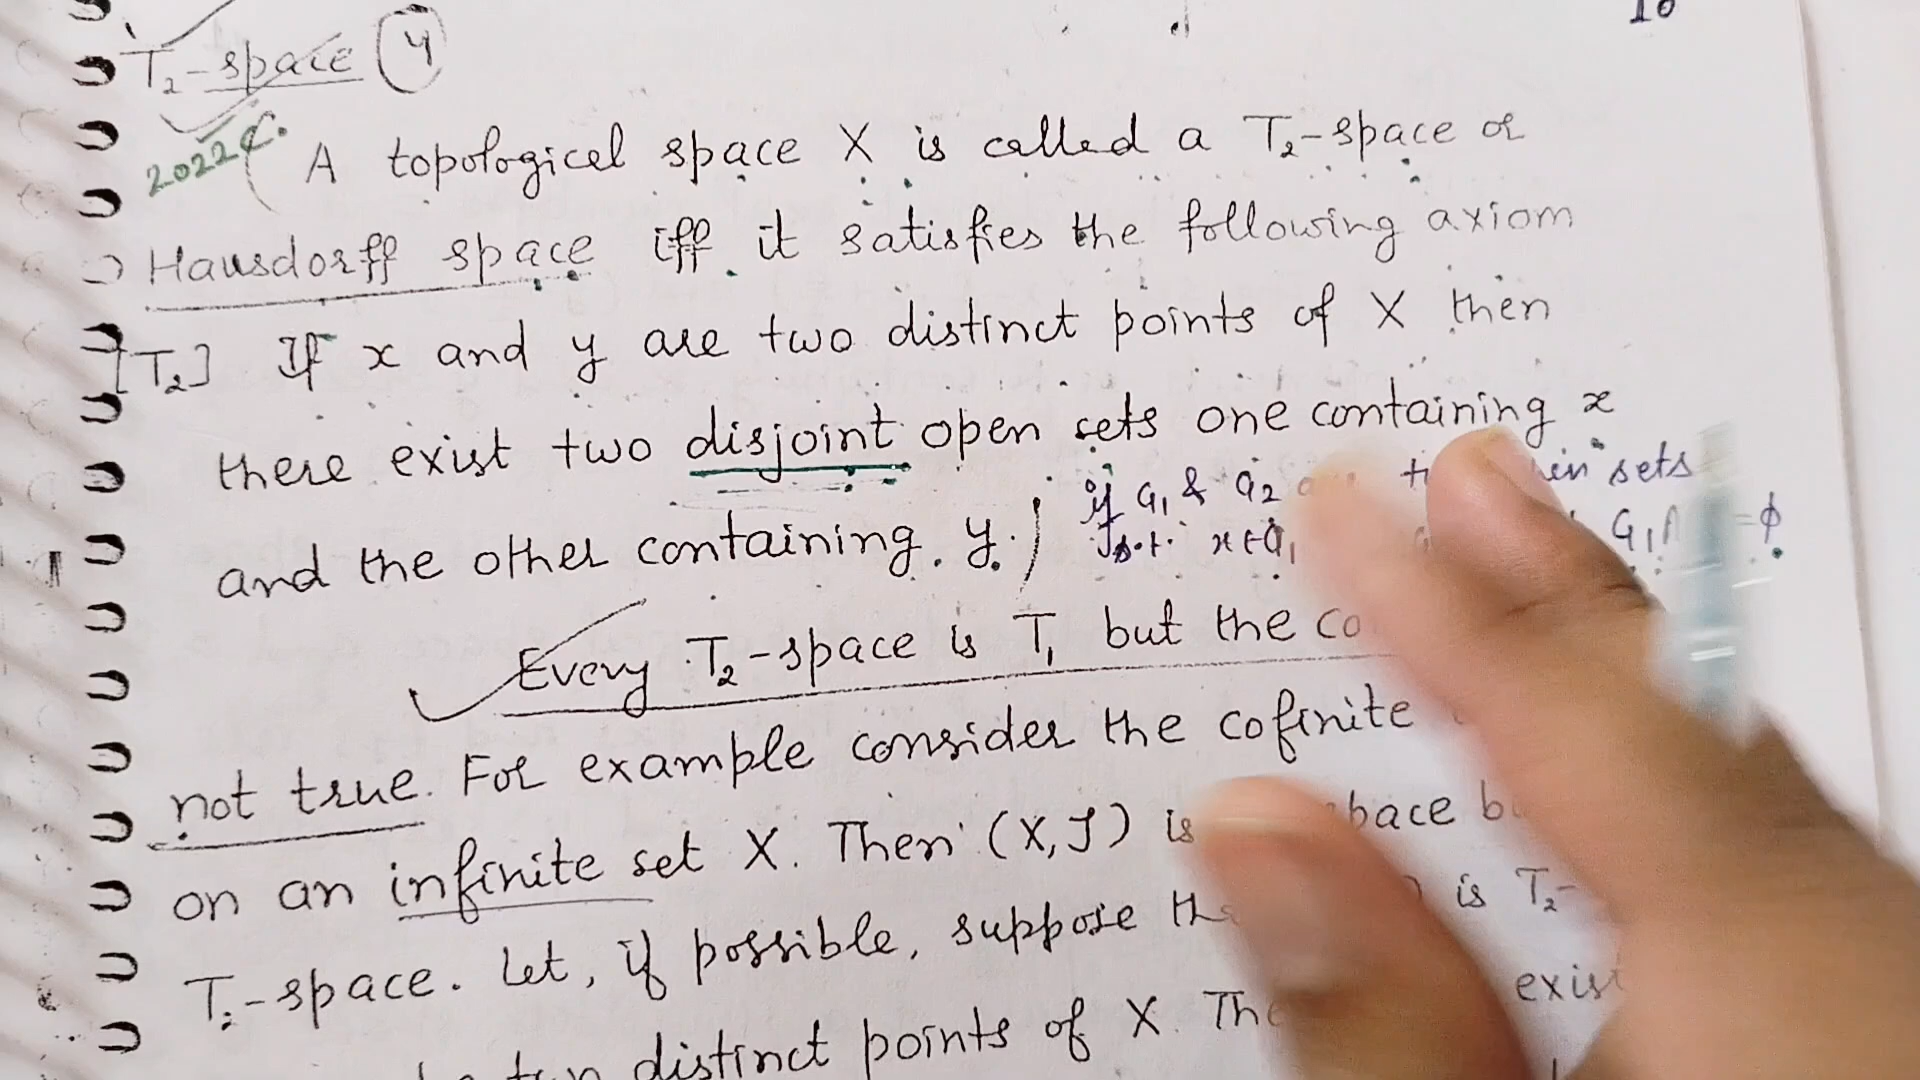 10
T₂-space 4
2022
A topological space X is called a T₂-space or
Hausdorff space iff it satisfies the following axiom
[T₂] If x and y are two distinct points of X then
there exist two disjoint open sets one containing x
and the other containing y.
if G₁ & G₂ sets
s.t. x∈G₁ G₁ =ϕ
Every T₂-space is T₁ but the
not true. For example consider the cofinite
on an infinite set X. Then (X, J) is
T₂-space. Let, if possible, suppose is T₂-
two distinct points of X. exist